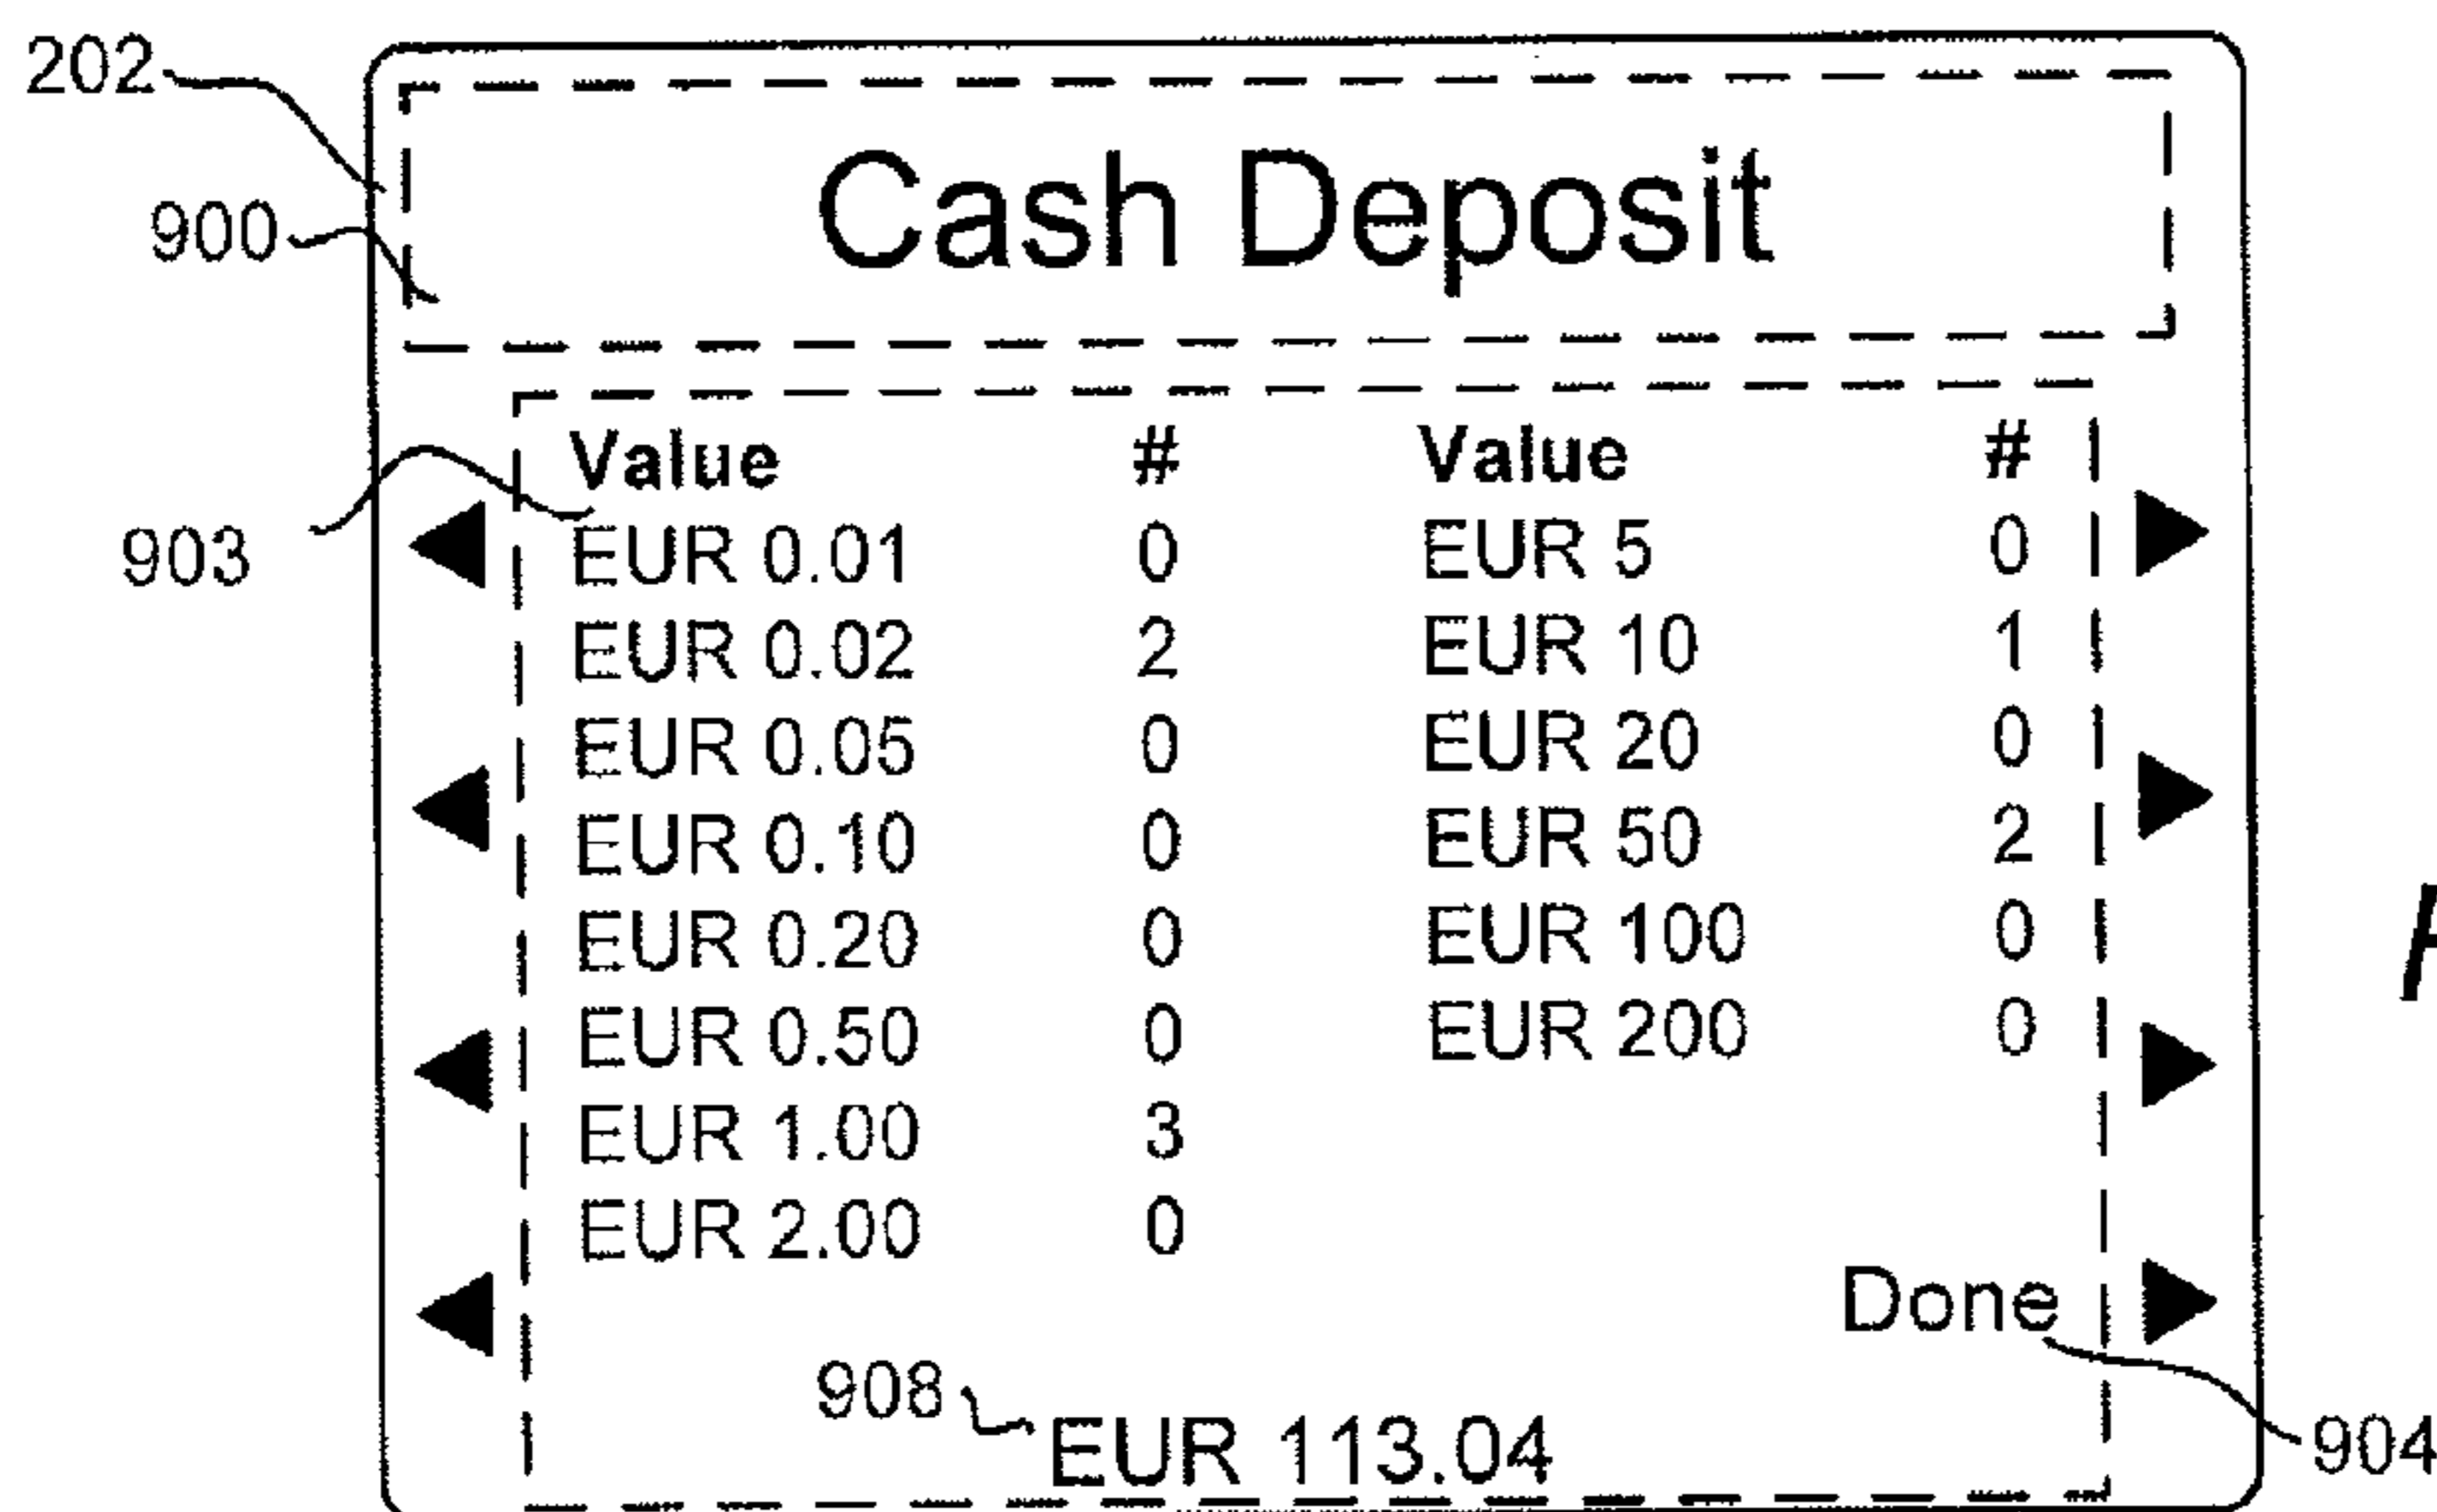 202
900
Cash Deposit
Value # Value #
903
EUR 0.01 0 EUR 5 0
EUR 0.02 2 EUR 10 1
EUR 0.05 0 EUR 20 0
EUR 0.10 0 EUR 50 2
EUR 0.20 0 EUR 100 0
EUR 0.50 0 EUR 200 0
EUR 1.00 3
EUR 2.00 0
Done
908
EUR 113.04
904